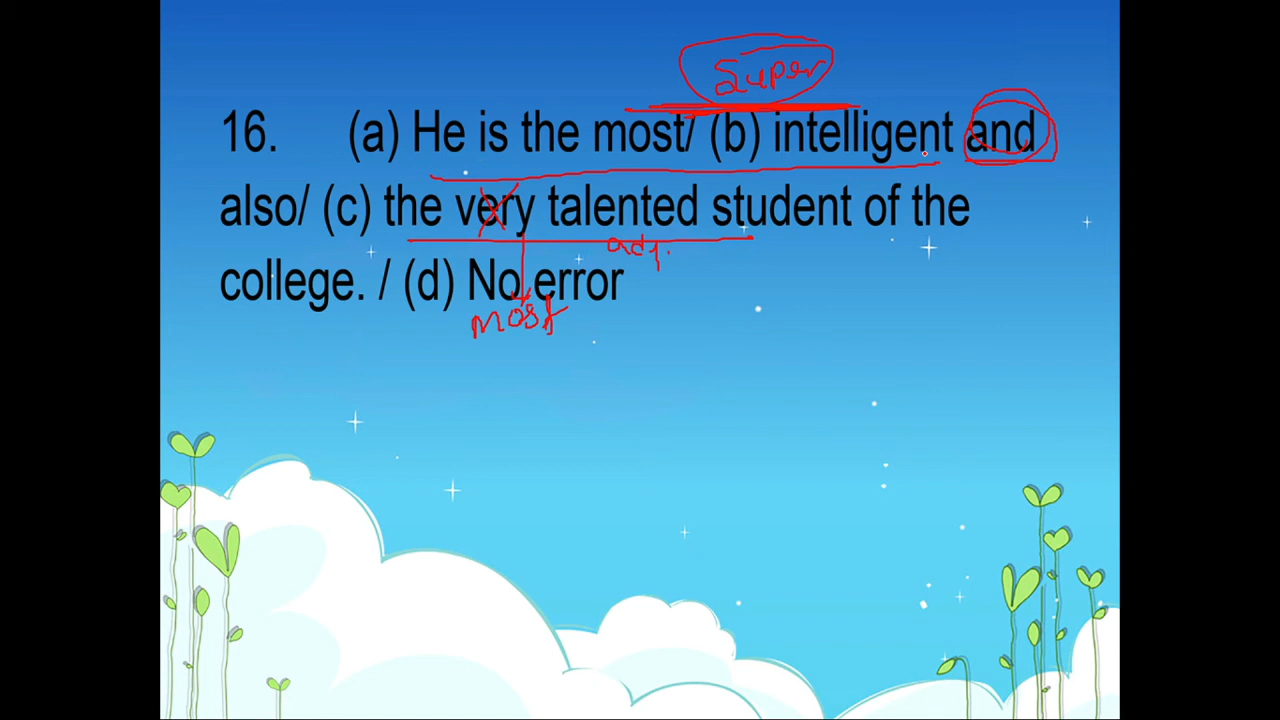 Super
16. (a) He is the most/ (b) intelligent and
also/ (c) the very talented student of the
adj.
college. / (d) No error
most